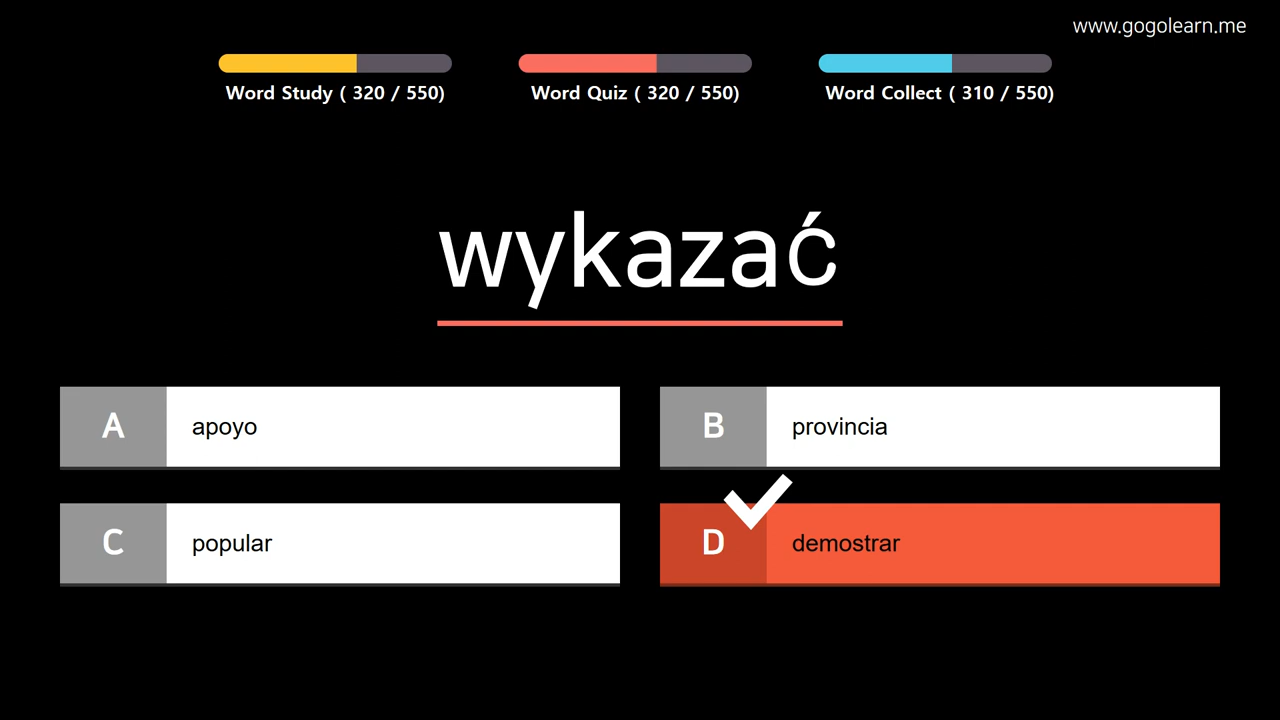 www.gogolearn.me
Word Study ( 320 / 550)
Word Quiz ( 320 / 550)
Word Collect ( 310 / 550)
wykazać
A apoyo
B provincia
C popular
D demostrar